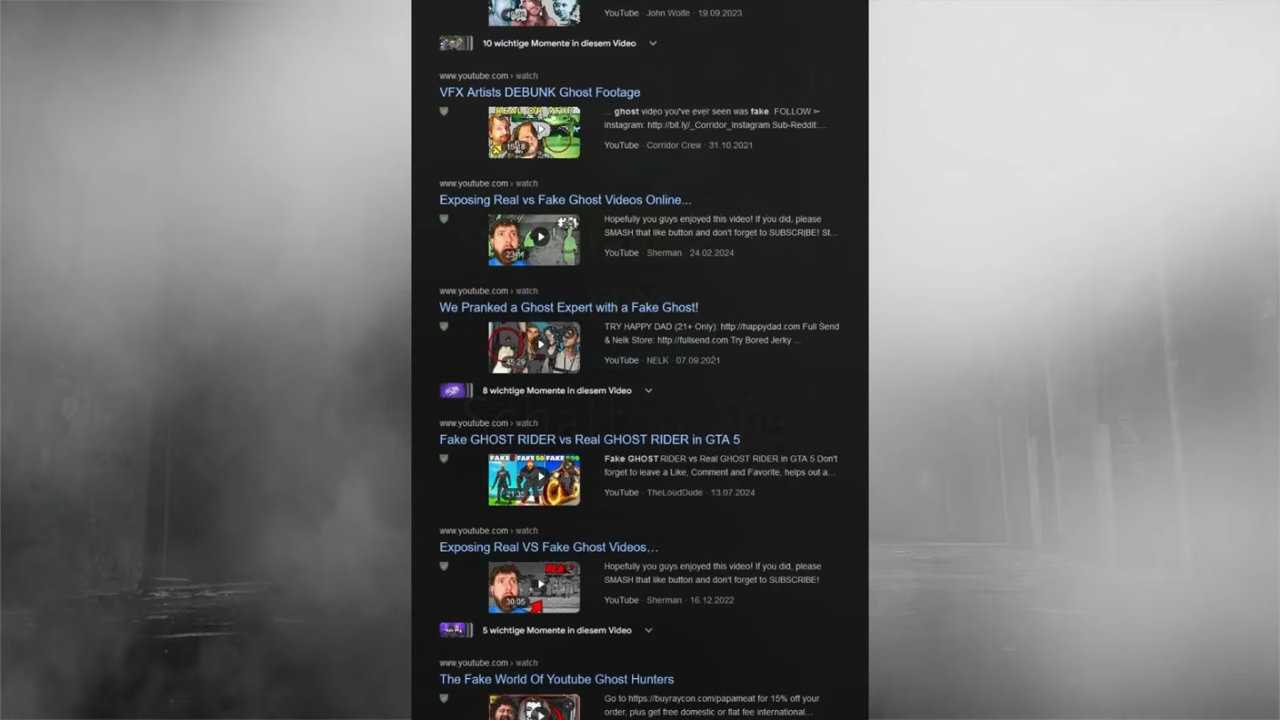 YouTube · John Wolfe · 19.09.2023
10 wichtige Momente in diesem Video
www.youtube.com › watch
VFX Artists DEBUNK Ghost Footage
... ghost video you've ever seen was fake. FOLLOW ►
Instagram: http://bit.ly/_Corridor_Instagram Sub-Reddit:...
YouTube · Corridor Crew · 31.10.2021
www.youtube.com › watch
Exposing Real vs Fake Ghost Videos Online...
Hopefully you guys enjoyed this video! If you did, please
SMASH that like button and don't forget to SUBSCRIBE! St...
YouTube · Sherman · 24.02.2024
www.youtube.com › watch
We Pranked a Ghost Expert with a Fake Ghost!
TRY HAPPY DAD (21+ Only): http://happydad.com Full Send
& Nelk Store: http://fullsend.com Try Bored Jerky ...
45:29
YouTube · NELK · 07.09.2021
8 wichtige Momente in diesem Video
www.youtube.com › watch
Fake GHOST RIDER vs Real GHOST RIDER in GTA 5
Fake GHOST RIDER vs Real GHOST RIDER in GTA 5 Don't
forget to leave a Like, Comment and Favorite, helps out a...
21:35
YouTube · TheLoudDude · 13.07.2024
www.youtube.com › watch
Exposing Real VS Fake Ghost Videos...
Hopefully you guys enjoyed this video! If you did, please
SMASH that like button and don't forget to SUBSCRIBE!
30:05
YouTube · Sherman · 16.12.2022
5 wichtige Momente in diesem Video
www.youtube.com › watch
The Fake World Of Youtube Ghost Hunters
Go to https://buyraycon.com/papameat for 15% off your
order, plus get free domestic or flat fee international...